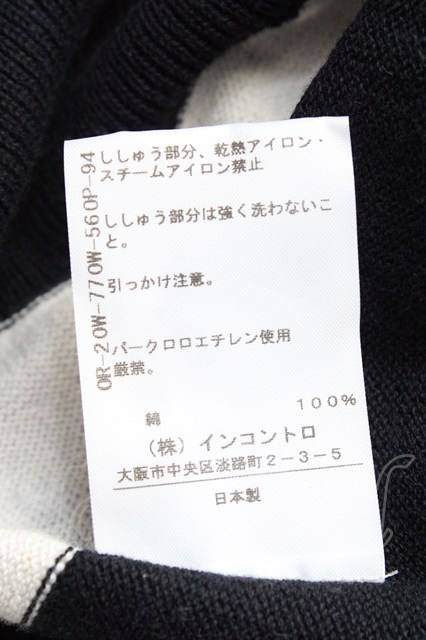 OR-20W-770W-560P-94
ししゅう部分、乾熱アイロン・
スチームアイロン禁止
ししゅう部分は強く洗わないこ
と。
引っかけ注意。
パークロロエチレン使用
厳禁。
綿 100%
（株）インコントロ
大阪市中央区淡路町2－3－5
日本製